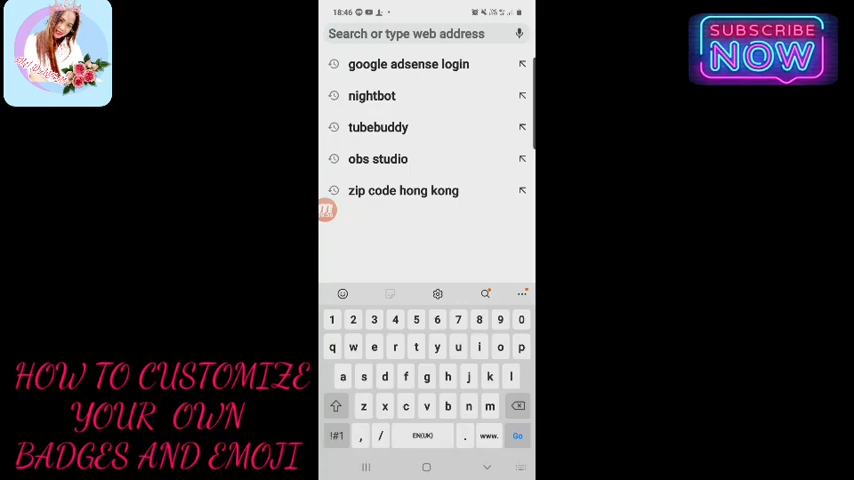 18:46
SUBSCRIBE
NOW
Search or type web address
google adsense login
nightbot
tubebuddy
obs studio
zip code hong kong
1 2 3 4 5 6 7 8 9 0
q w e r t y u i o p
a s d f g h j k l
z x c v b n m
!#1 , / EN(UK) . www. Go
HOW TO CUSTOMIZE
YOUR OWN
BADGES AND EMOJI